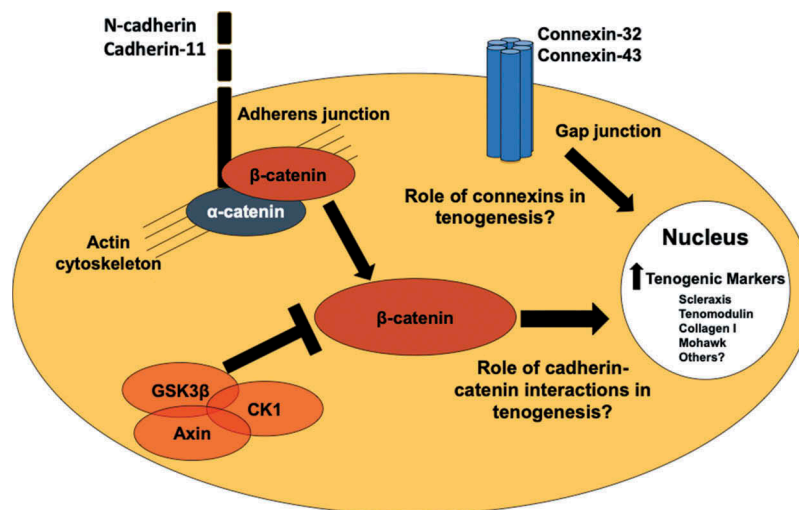 N-cadherin
Cadherin-11
Connexin-32
Connexin-43
Adherens junction
Gap junction
β-catenin
α-catenin
Role of connexins in
tenogenesis?
Actin
cytoskeleton
Nucleus
Tenogenic Markers
Scleraxis
Tenomodulin
Collagen I
Mohawk
Others?
β-catenin
Role of cadherin-
catenin interactions in
tenogenesis?
GSK3β
CK1
Axin